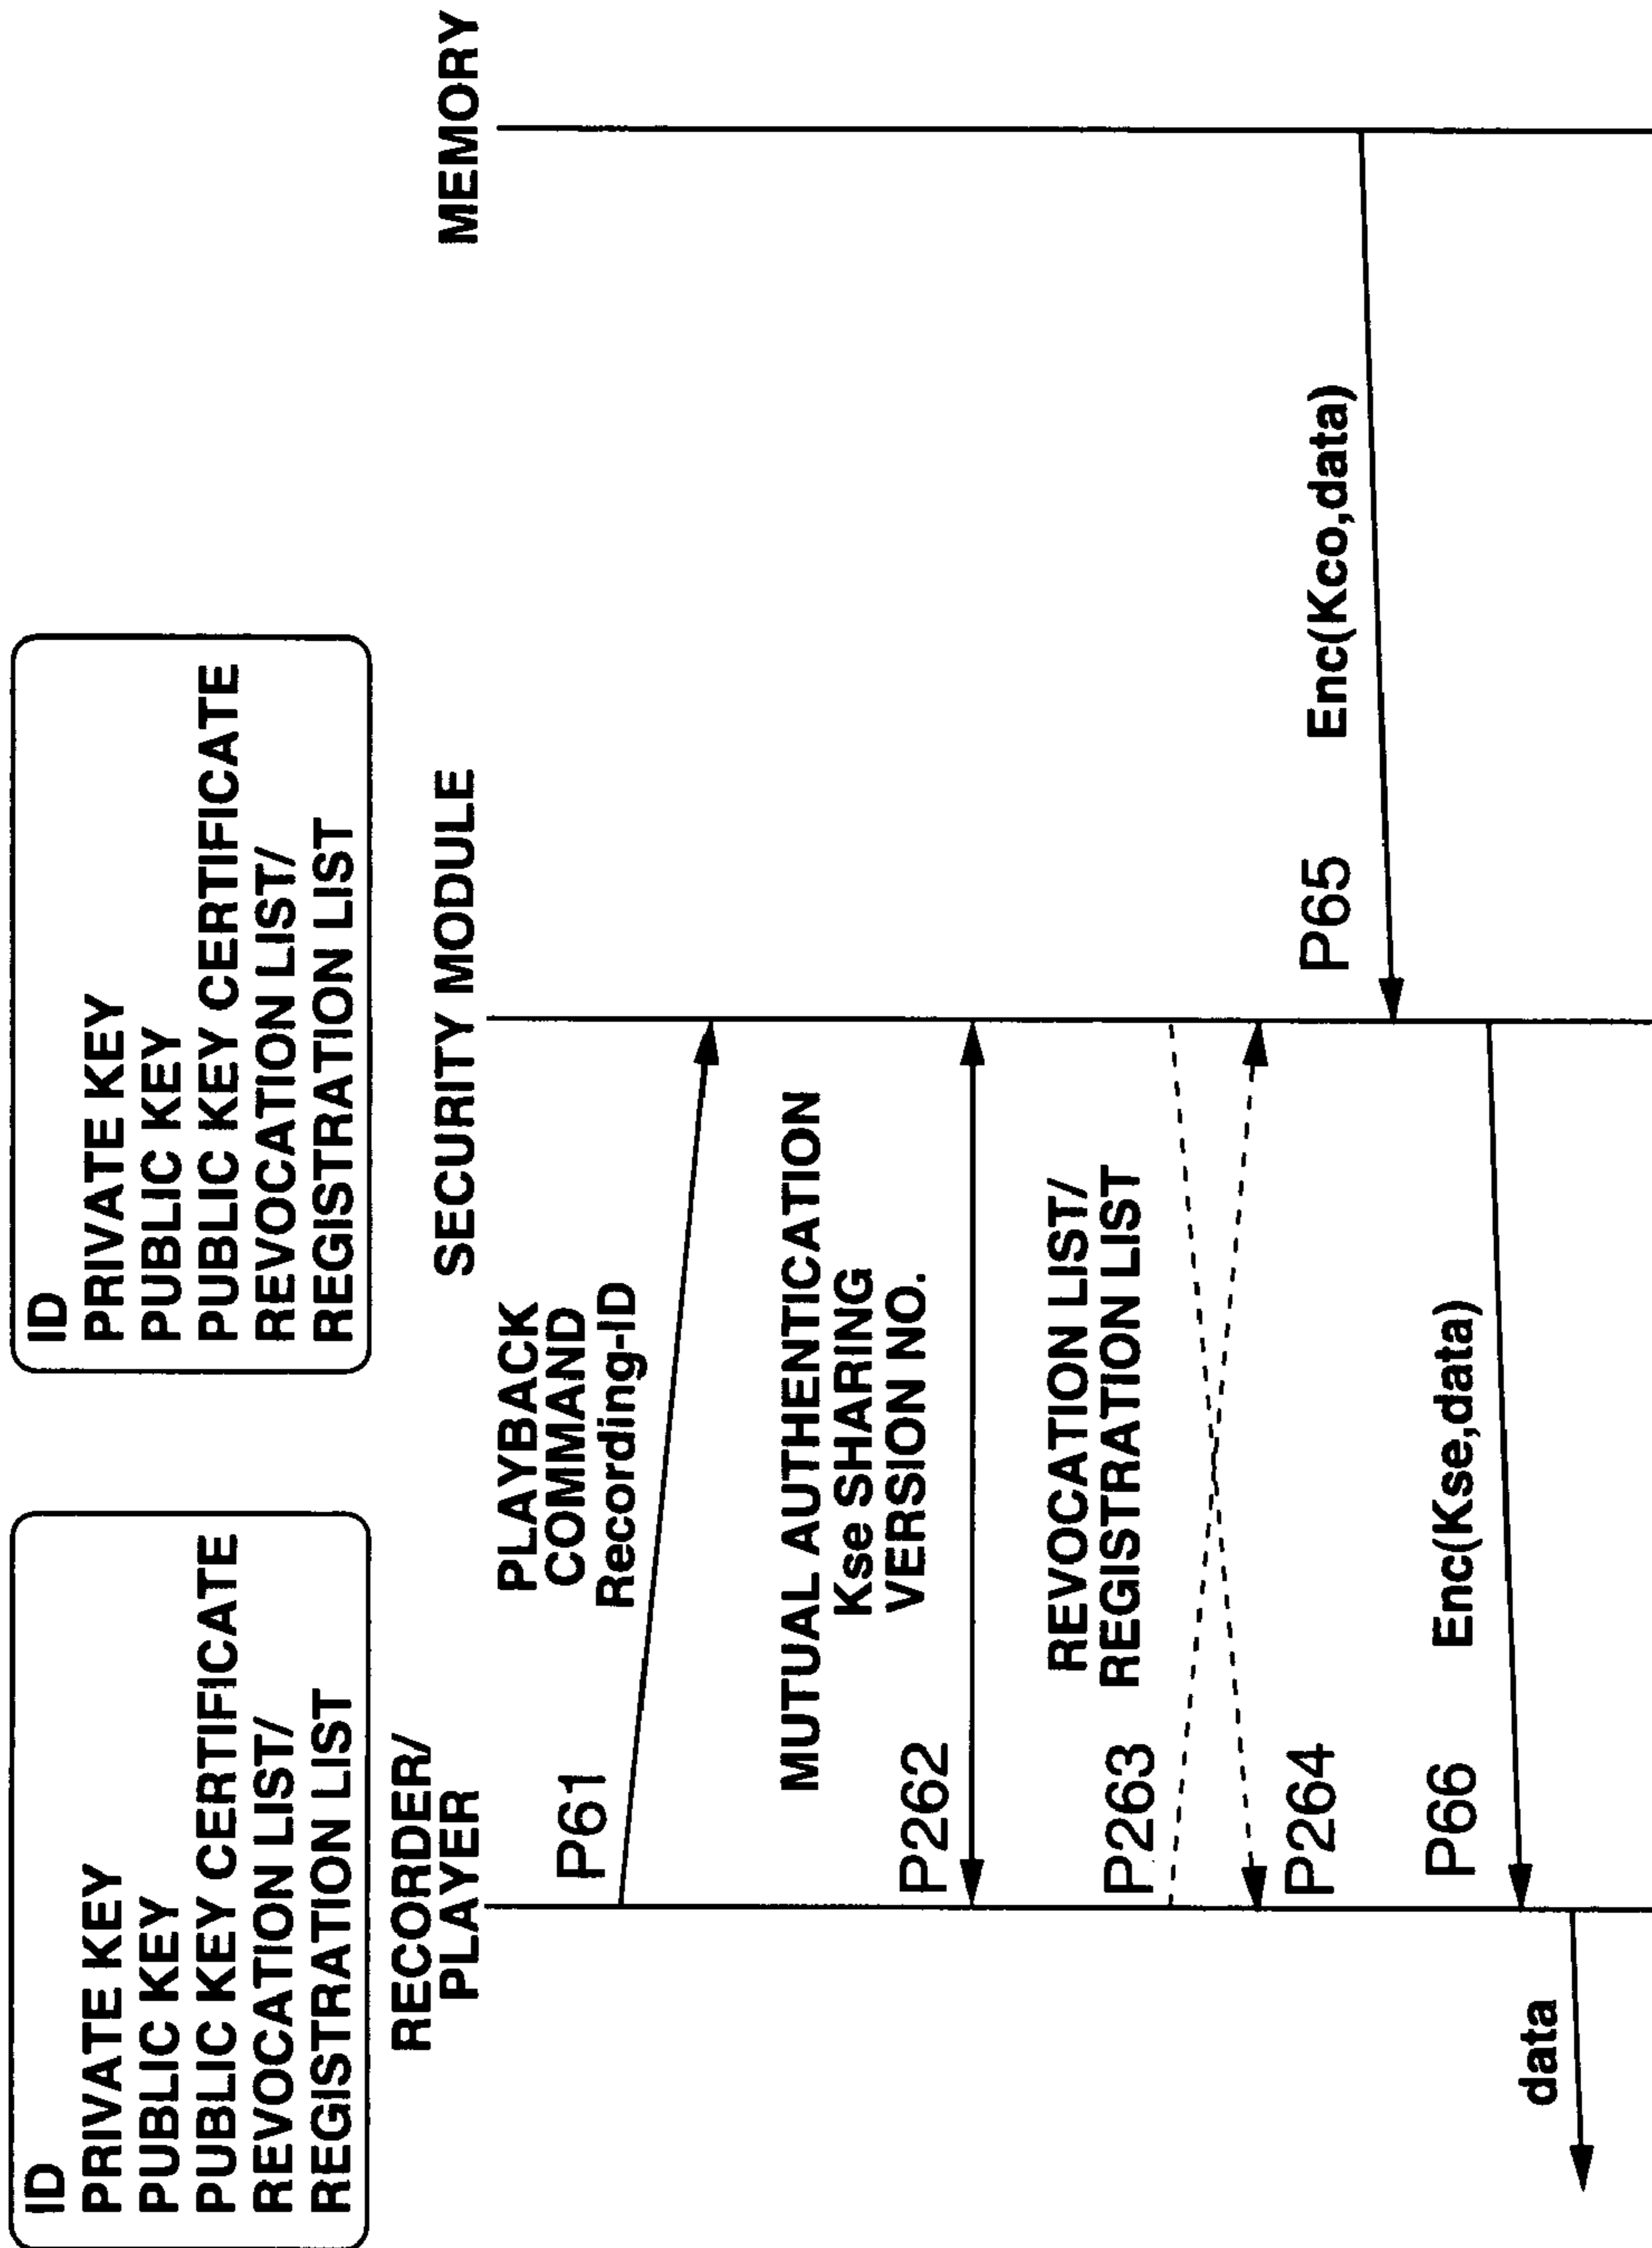 ID
PRIVATE KEY
PUBLIC KEY
PUBLIC KEY CERTIFICATE
REVOCATION LIST/
REGISTRATION LIST
ID
PRIVATE KEY
PUBLIC KEY
PUBLIC KEY CERTIFICATE
REVOCATION LIST/
REGISTRATION LIST
RECORDER/
PLAYER
SECURITY MODULE
MEMORY
P61
PLAYBACK
COMMAND
Recording-ID
MUTUAL AUTHENTICATION
Kse SHARING
VERSION NO.
P262
REVOCATION LIST/
REGISTRATION LIST
P263
P264
P65
Enc(Kco,data)
P66
Enc(Kse,data)
data